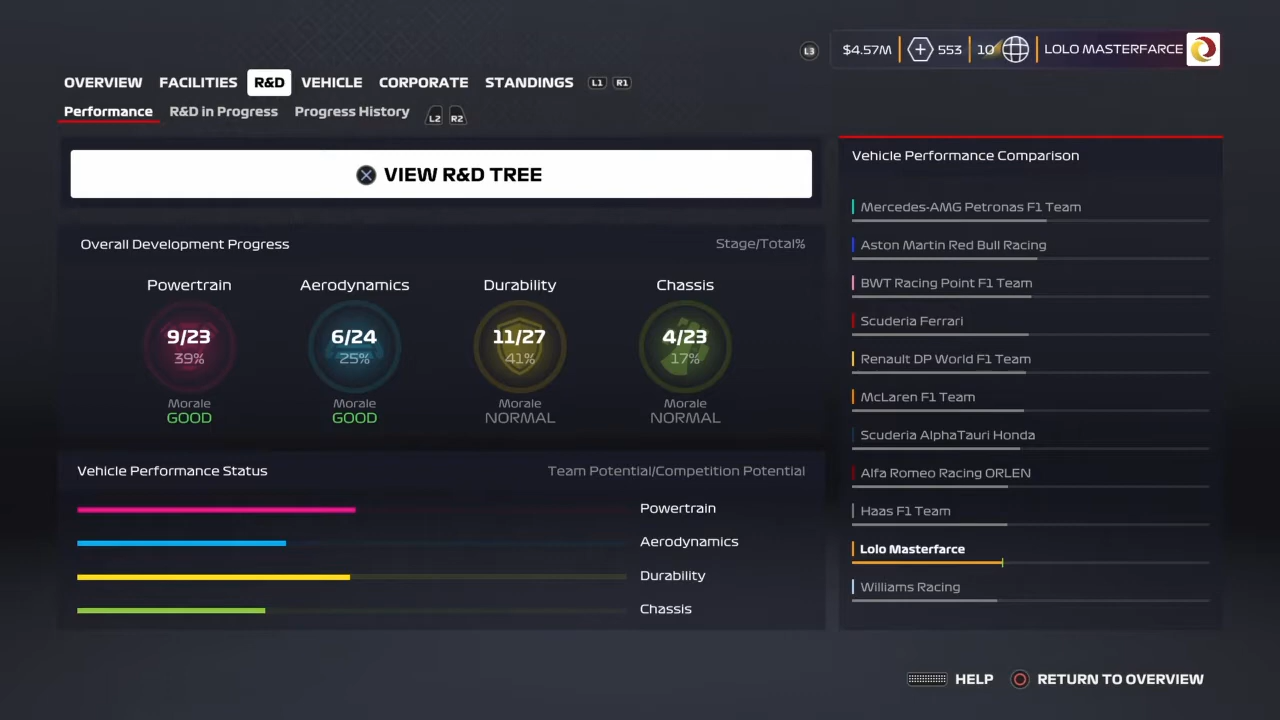 L3 $4.57M 553 10 LOLO MASTERFARCE
OVERVIEW FACILITIES R&D VEHICLE CORPORATE STANDINGS L1 R1
Performance R&D in Progress Progress History L2 R2
VIEW R&D TREE
Overall Development Progress Stage/Total%
Powertrain Aerodynamics Durability Chassis
9/23 6/24 11/27 4/23
39% 25% 41% 17%
Morale Morale Morale Morale
GOOD GOOD NORMAL NORMAL
Vehicle Performance Status Team Potential/Competition Potential
Powertrain
Aerodynamics
Durability
Chassis
Vehicle Performance Comparison
Mercedes-AMG Petronas F1 Team
Aston Martin Red Bull Racing
BWT Racing Point F1 Team
Scuderia Ferrari
Renault DP World F1 Team
McLaren F1 Team
Scuderia AlphaTauri Honda
Alfa Romeo Racing ORLEN
Haas F1 Team
Lolo Masterfarce
Williams Racing
HELP RETURN TO OVERVIEW